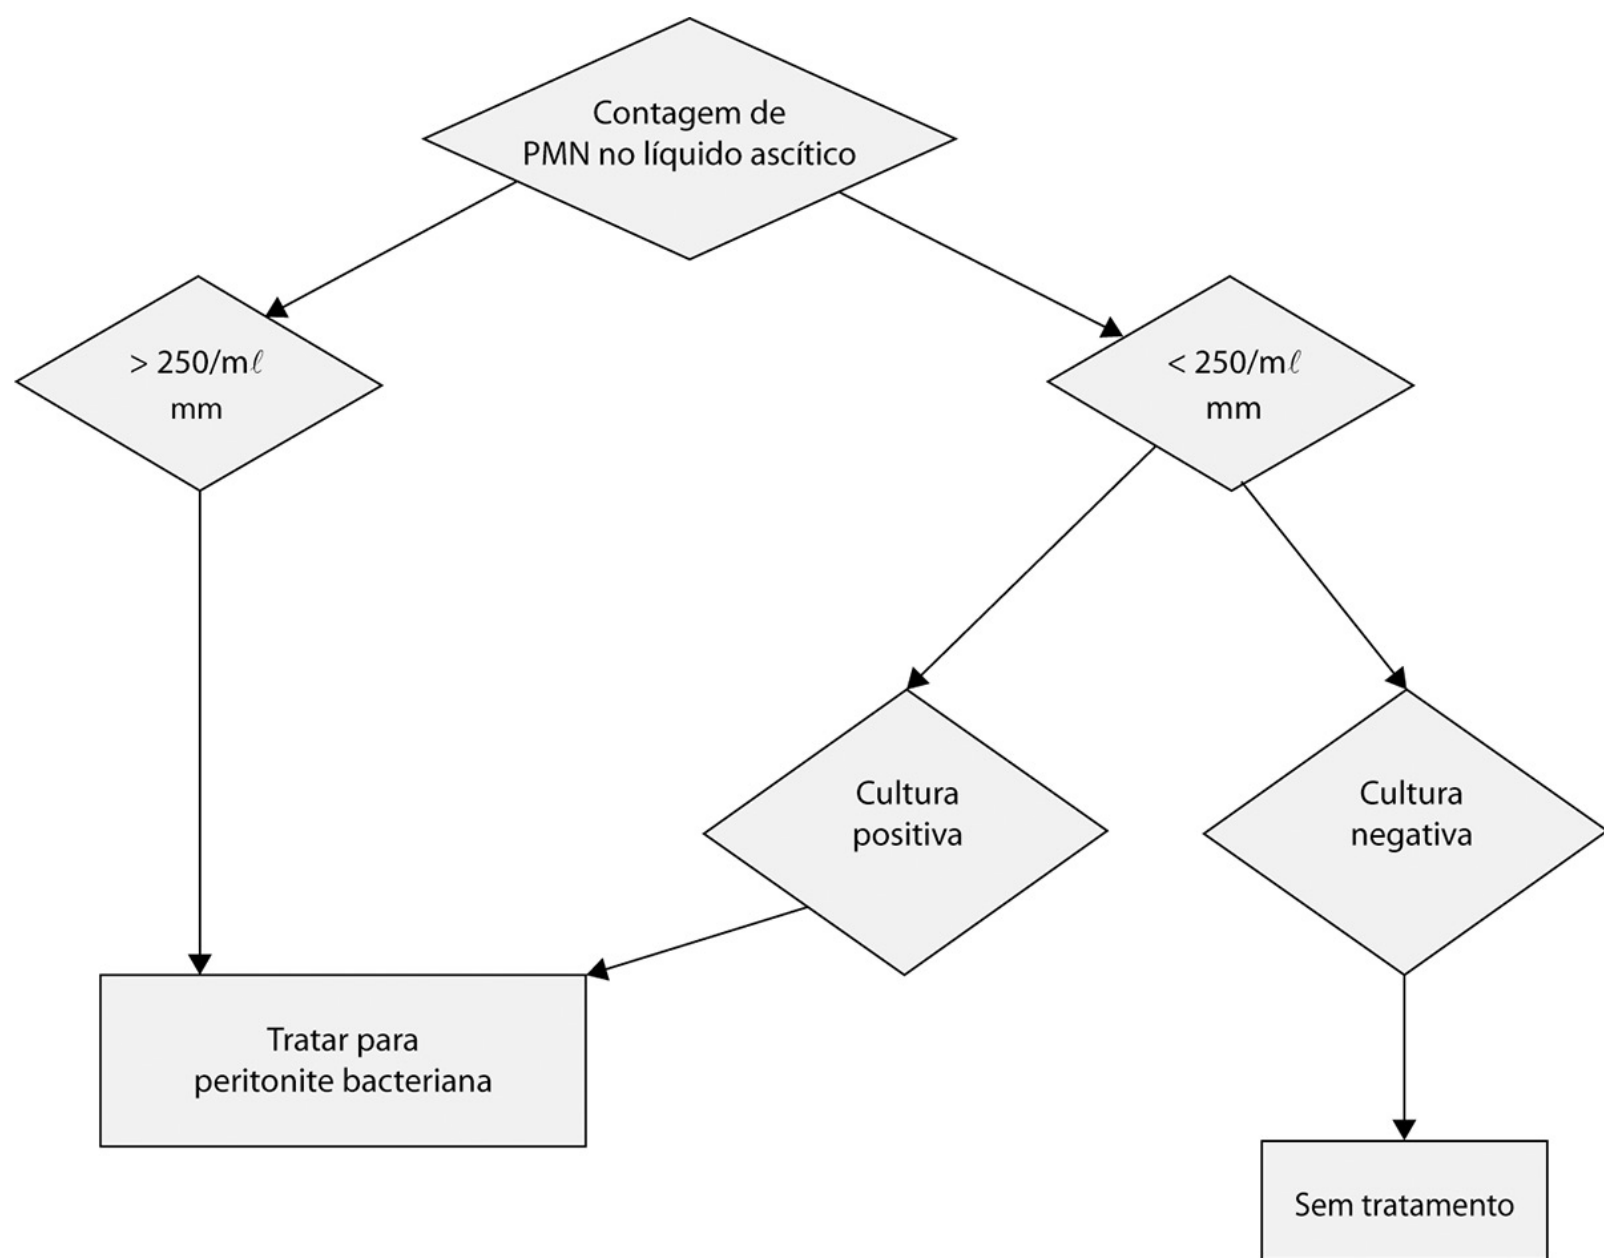 Contagem de
PMN no líquido ascítico
> 250/mℓ
mm
< 250/mℓ
mm
Cultura
positiva
Cultura
negativa
Tratar para
peritonite bacteriana
Sem tratamento